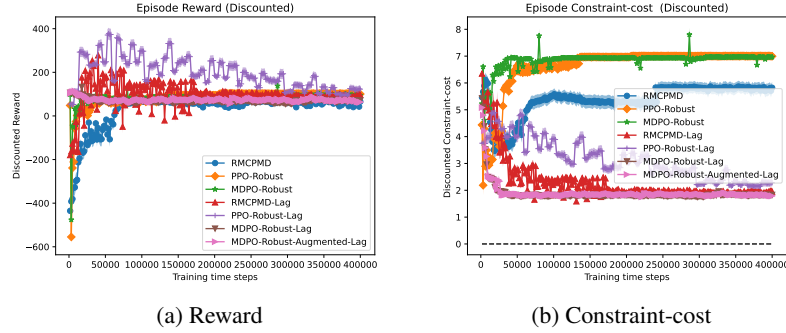 Episode Reward (Discounted)
Discounted Reward
400
200
0
−200
−400
−600
RMCPMD
PPO-Robust
MDPO-Robust
RMCPMD-Lag
PPO-Robust-Lag
MDPO-Robust-Lag
MDPO-Robust-Augmented-Lag
0 50000 100000 150000 200000 250000 300000 350000 400000
Training time steps
(a) Reward
Episode Constraint-cost (Discounted)
Discounted Constraint-cost
8
7
6
5
4
3
2
1
0
RMCPMD
PPO-Robust
MDPO-Robust
RMCPMD-Lag
PPO-Robust-Lag
MDPO-Robust-Lag
MDPO-Robust-Augmented-Lag
0 50000 100000 150000 200000 250000 300000 350000 400000
Training time steps
(b) Constraint-cost